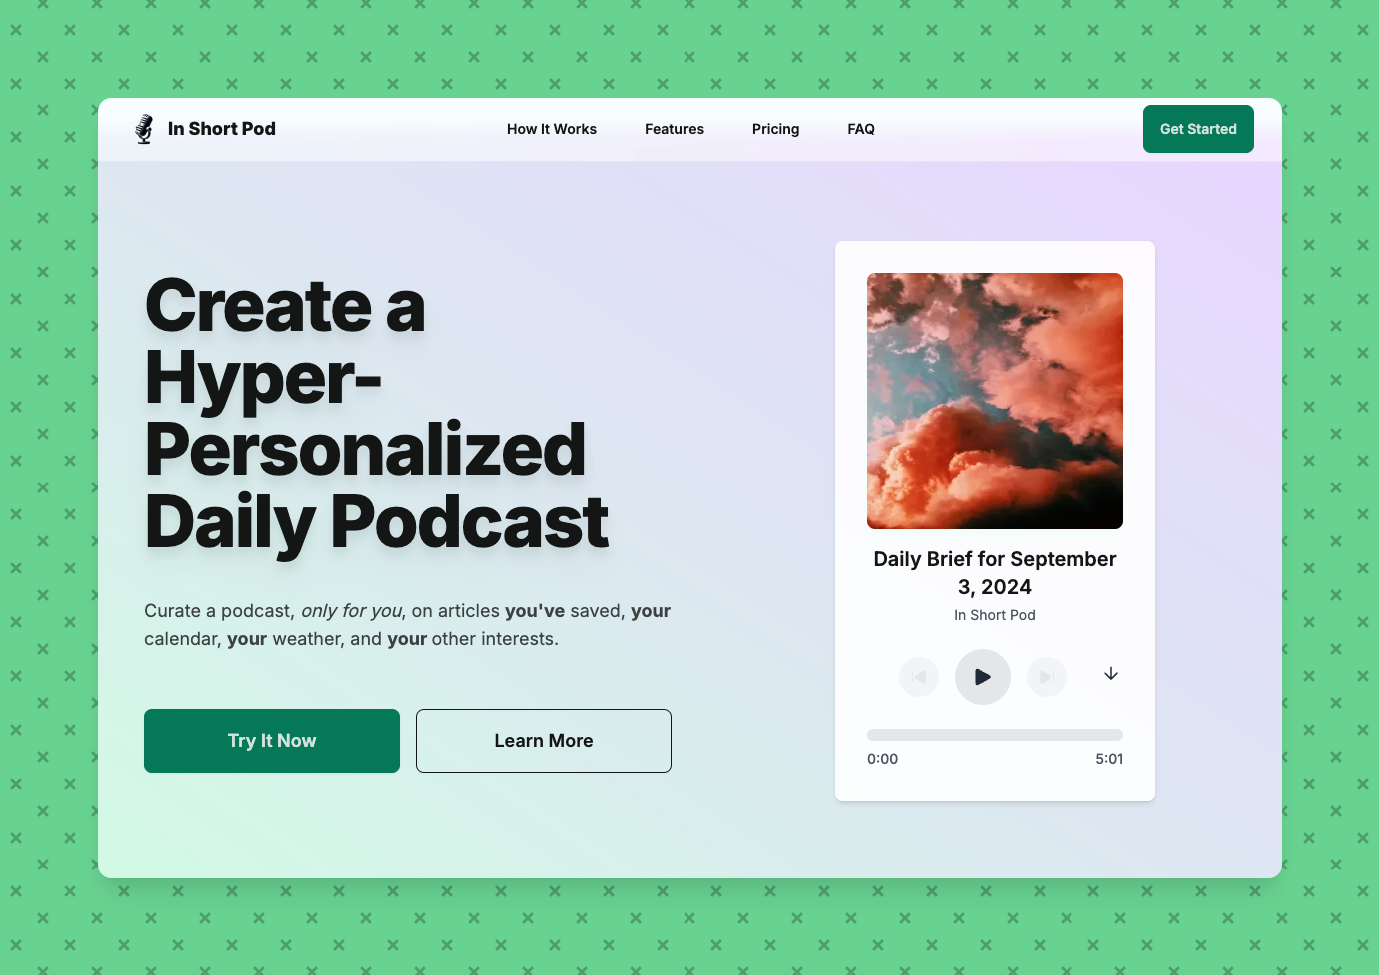 In Short Pod
How It Works
Features
Pricing
FAQ
Get Started
Create a
Hyper-
Personalized
Daily Podcast
Curate a podcast, only for you, on articles you've saved, your
calendar, your weather, and your other interests.
Try It Now
Learn More
Daily Brief for September
3, 2024
In Short Pod
0:00
5:01